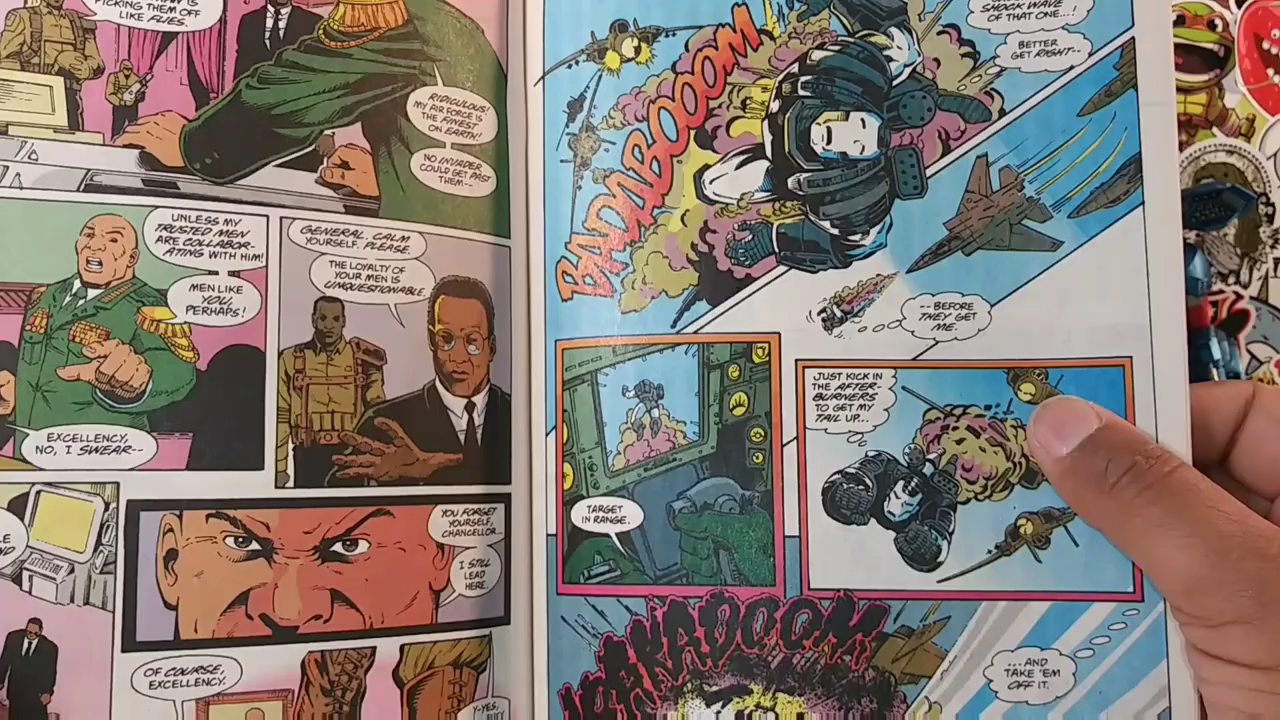 PICKING THEM OFF
LIKE FLIES.
RIDICULOUS!
MY AIR FORCE IS
THE FINEST
ON EARTH!
NO INVADER
COULD GET PAST
THEM--
UNLESS MY
TRUSTED MEN
ARE COLLABOR-
ATING WITH HIM!
MEN LIKE
YOU,
PERHAPS!
EXCELLENCY,
NO, I SWEAR--
GENERAL. CALM
YOURSELF. PLEASE.
THE LOYALTY OF
YOUR MEN IS
UNQUESTIONABLE.
YOU FORGET
YOURSELF,
CHANCELLOR...
I STILL
LEAD
HERE.
OF COURSE,
EXCELLENCY.
Y-YES,
SHOCK WAVE
OF THAT ONE...!
BETTER
GET RIGHT--
BADABOOOOM
--BEFORE
THEY GET
ME.
TARGET
IN RANGE.
JUST KICK IN
THE AFTER-
BURNERS
TO GET MY
TAIL UP...
...AND
TAKE 'EM
OFF IT.